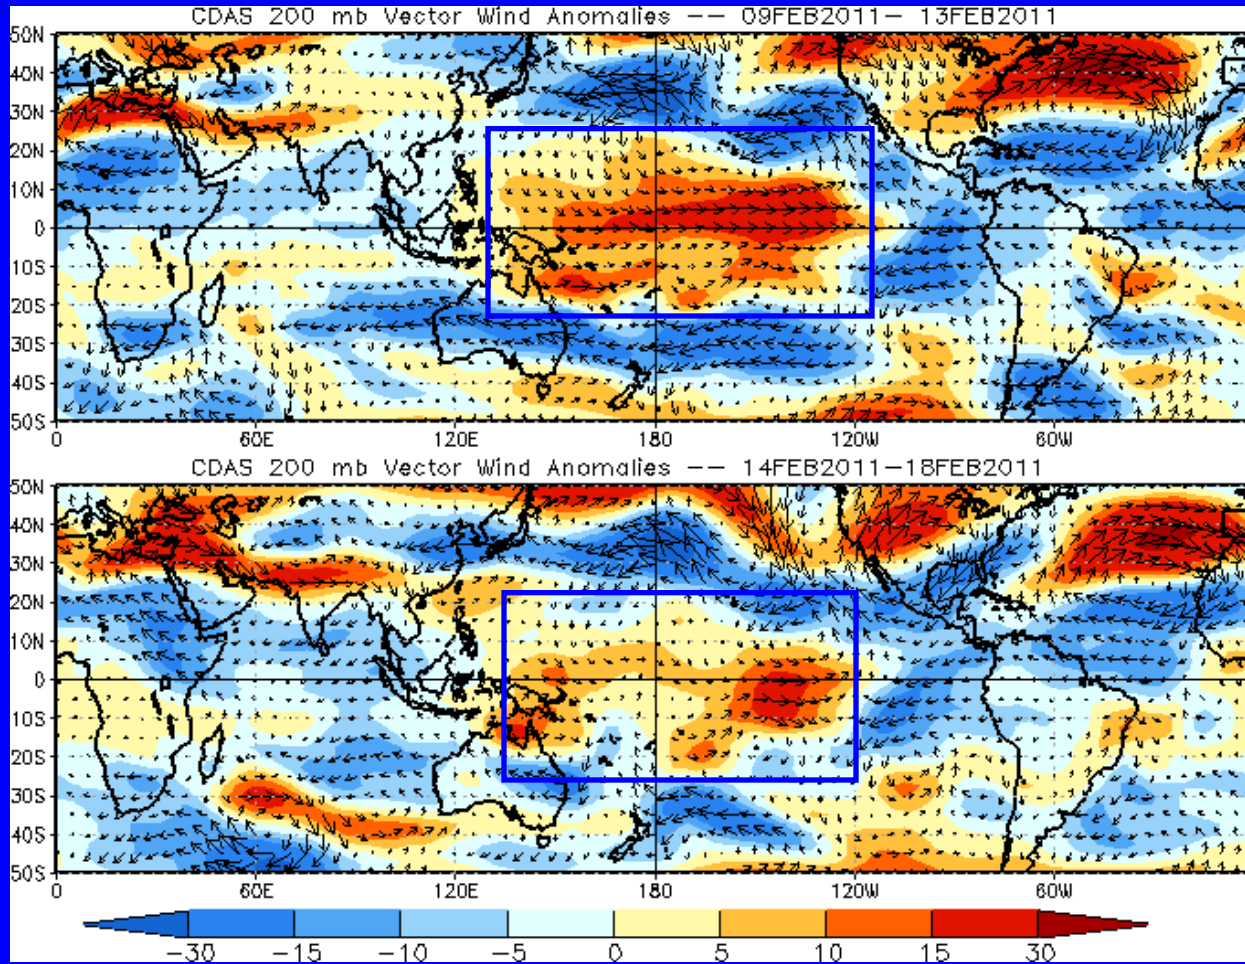 CDAS 200 mb Vector Wind Anomalies -- 09FEB2011- 13FEB2011
50N
40N
30N
20N
10N
0
10S
20S
30S
40S
50S
0 60E 120E 180 120W 60W
CDAS 200 mb Vector Wind Anomalies -- 14FEB2011-18FEB2011
50N
40N
30N
20N
10N
0
10S
20S
30S
40S
50S
0 60E 120E 180 120W 60W
-30 -15 -10 -5 0 5 10 15 30